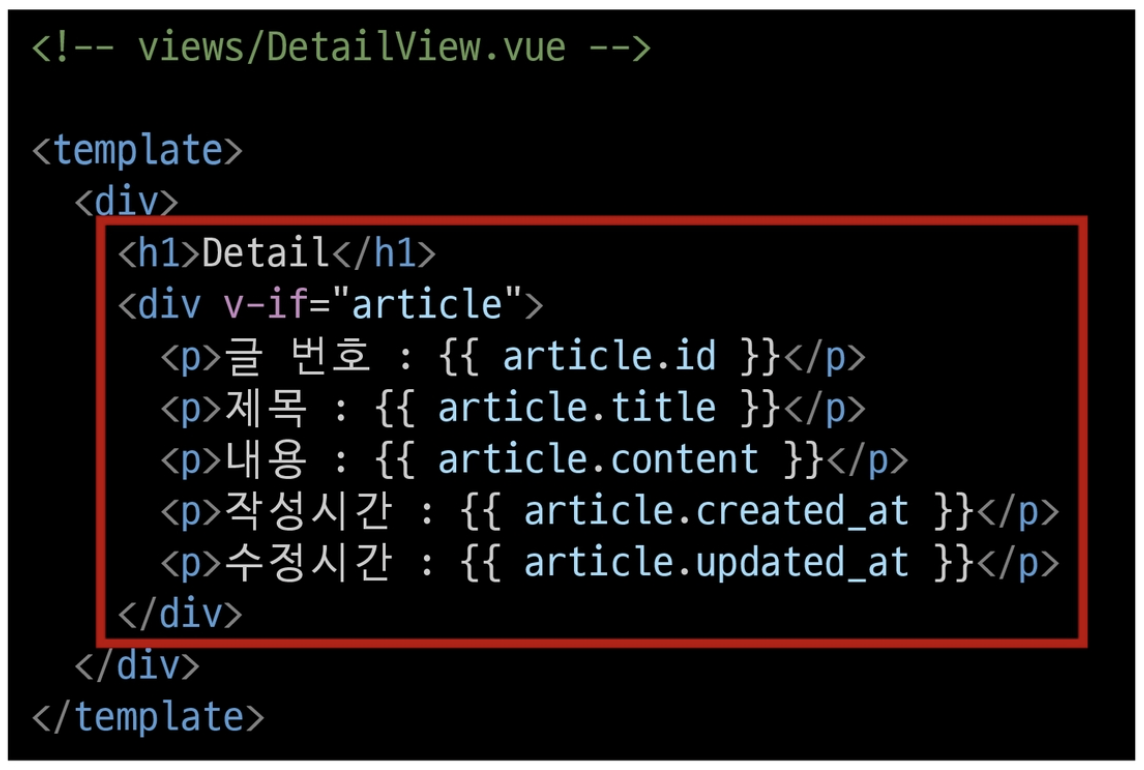 <!-- views/DetailView.vue -->
<template>
<div>
<h1>Detail</h1>
<div v-if="article">
<p>글 번호 : {{ article.id }}</p>
<p>제목 : {{ article.title }}</p>
<p>내용 : {{ article.content }}</p>
<p>작성시간 : {{ article.created_at }}</p>
<p>수정시간 : {{ article.updated_at }}</p>
</div>
</div>
</template>